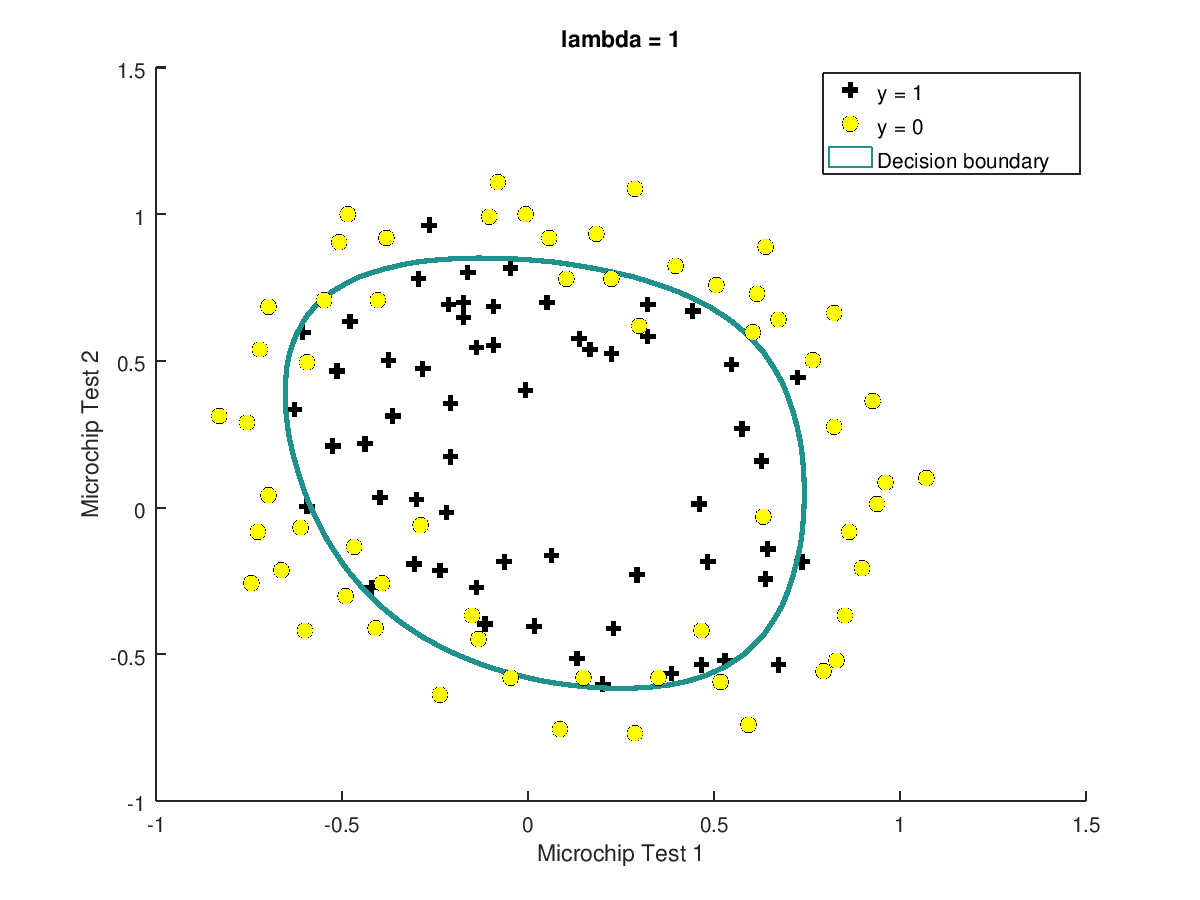 lambda = 1
1.5
y = 1
y = 0
Decision boundary
1
0.5
Microchip Test 2
0
-0.5
-1
-1
-0.5
0
0.5
1
1.5
Microchip Test 1